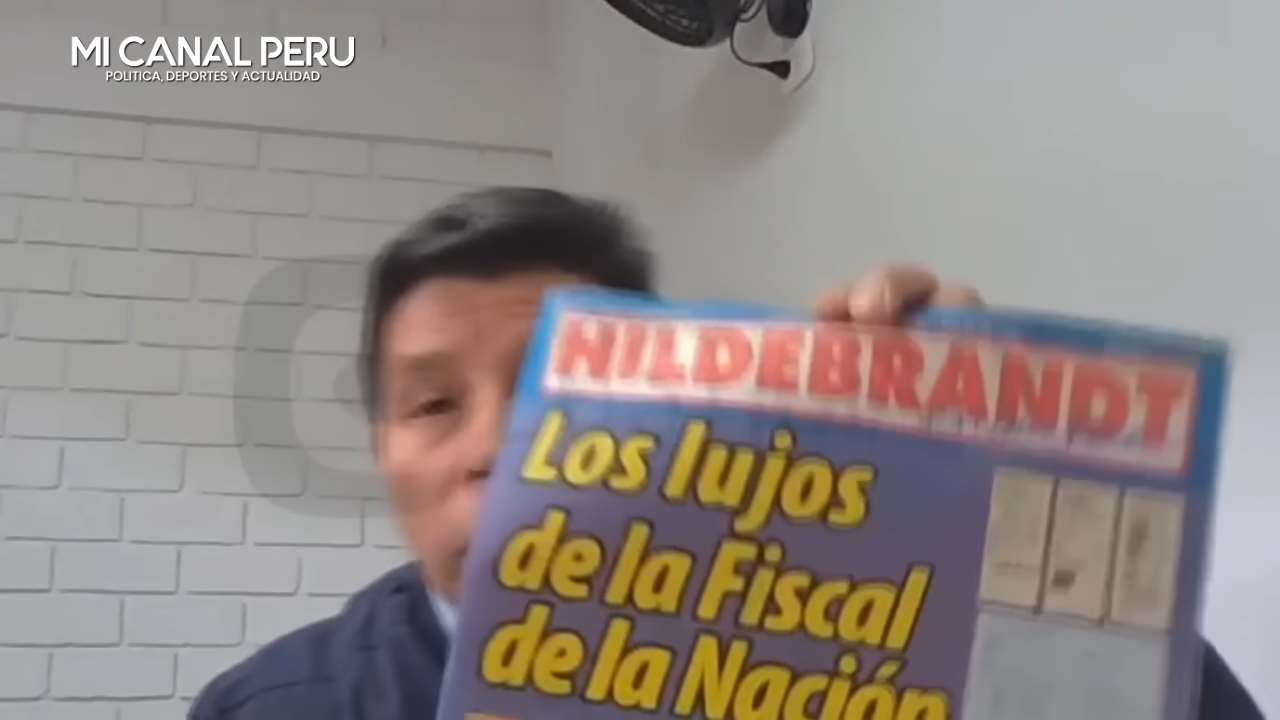 MI CANAL PERU
POLITICA, DEPORTES Y ACTUALIDAD
HILDEBRANDT
Los lujos
de la Fiscal
de la Nación